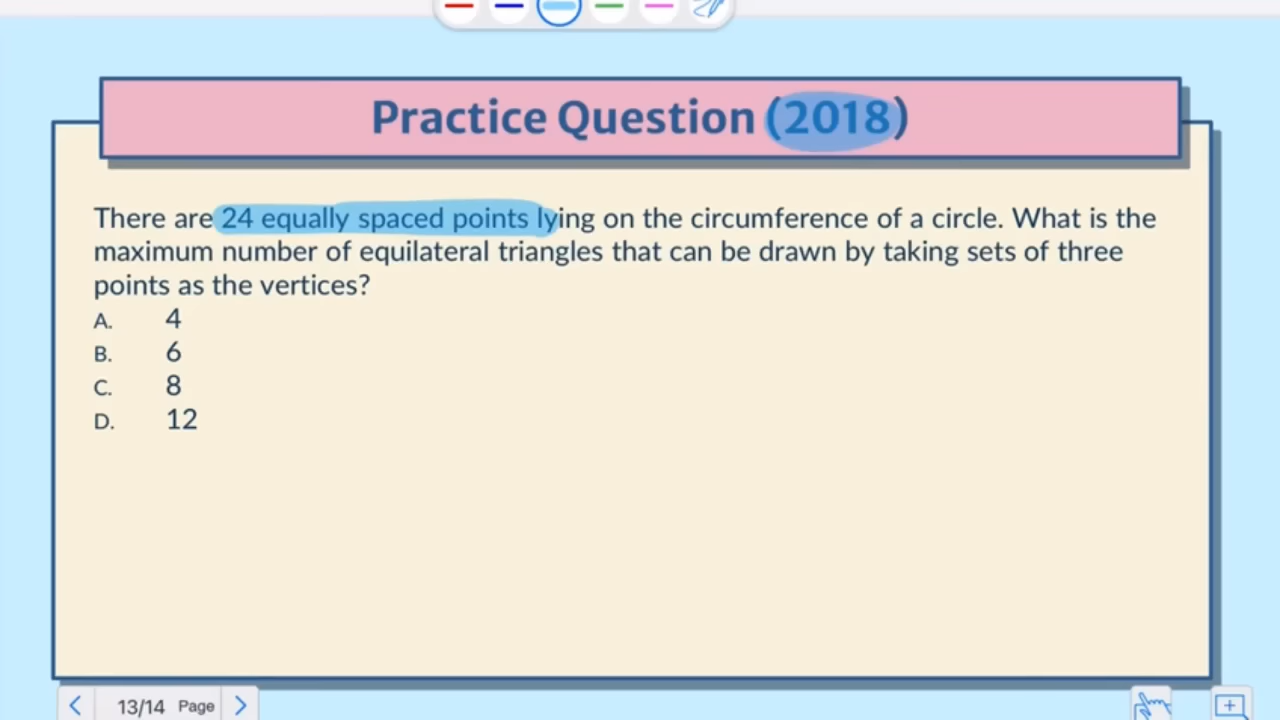 Practice Question (2018)
There are 24 equally spaced points lying on the circumference of a circle. What is the
maximum number of equilateral triangles that can be drawn by taking sets of three
points as the vertices?
A. 4
B. 6
C. 8
D. 12
13/14 Page